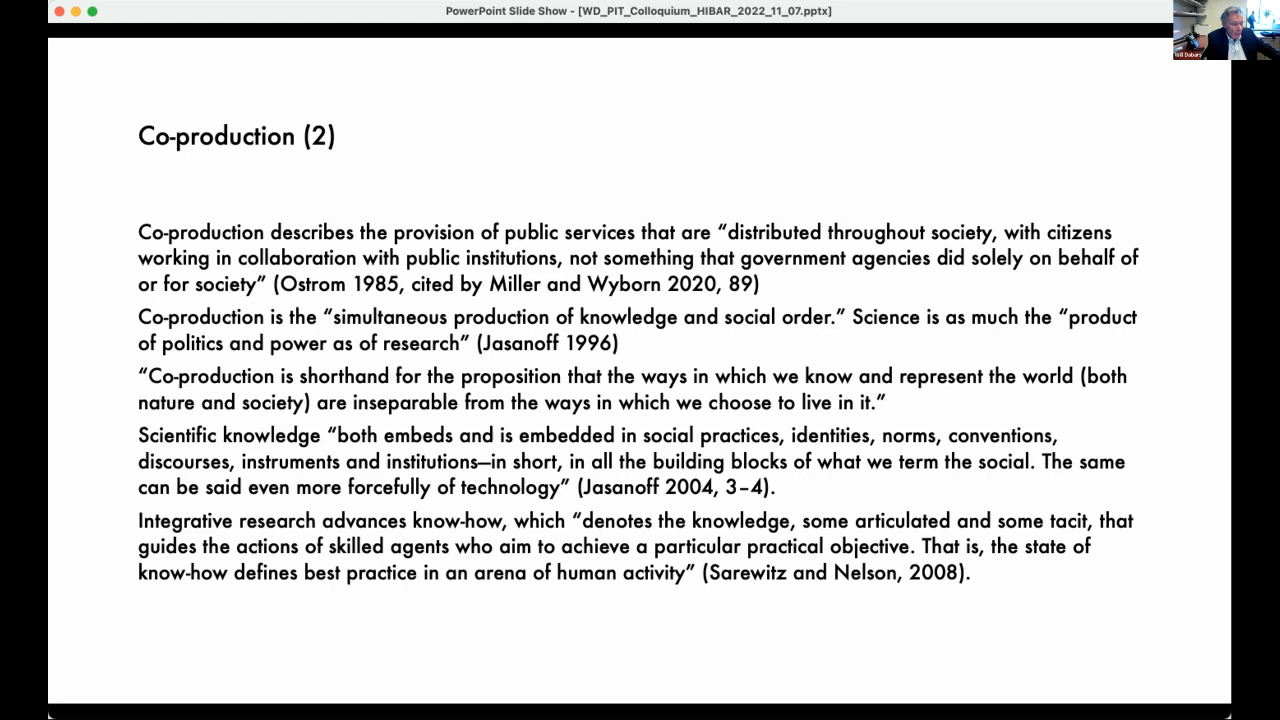 PowerPoint Slide Show - [WD_PIT_Colloquium_HIBAR_2022_11_07.pptx]
Co-production (2)
Co-production describes the provision of public services that are “distributed throughout society, with citizens
working in collaboration with public institutions, not something that government agencies did solely on behalf of
or for society” (Ostrom 1985, cited by Miller and Wyborn 2020, 89)
Co-production is the “simultaneous production of knowledge and social order.” Science is as much the “product
of politics and power as of research” (Jasanoff 1996)
“Co-production is shorthand for the proposition that the ways in which we know and represent the world (both
nature and society) are inseparable from the ways in which we choose to live in it.”
Scientific knowledge “both embeds and is embedded in social practices, identities, norms, conventions,
discourses, instruments and institutions—in short, in all the building blocks of what we term the social. The same
can be said even more forcefully of technology” (Jasanoff 2004, 3–4).
Integrative research advances know-how, which “denotes the knowledge, some articulated and some tacit, that
guides the actions of skilled agents who aim to achieve a particular practical objective. That is, the state of
know-how defines best practice in an arena of human activity” (Sarewitz and Nelson, 2008).